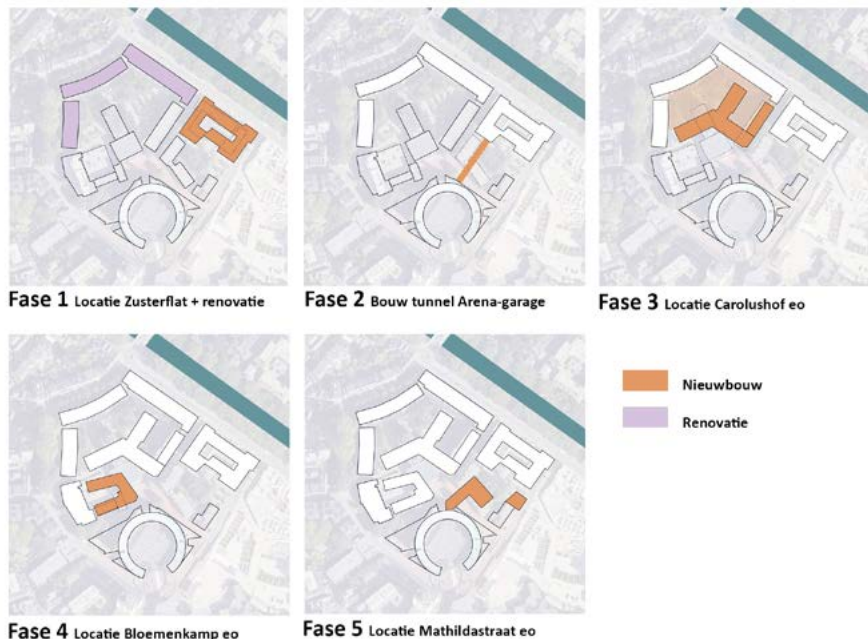 Fase 1 Locatie Zusterflat + renovatie
Fase 2 Bouw tunnel Arena-garage
Fase 3 Locatie Carolushof eo
Fase 4 Locatie Bloemenkamp eo
Fase 5 Locatie Mathildastraat eo
Nieuwbouw
Renovatie